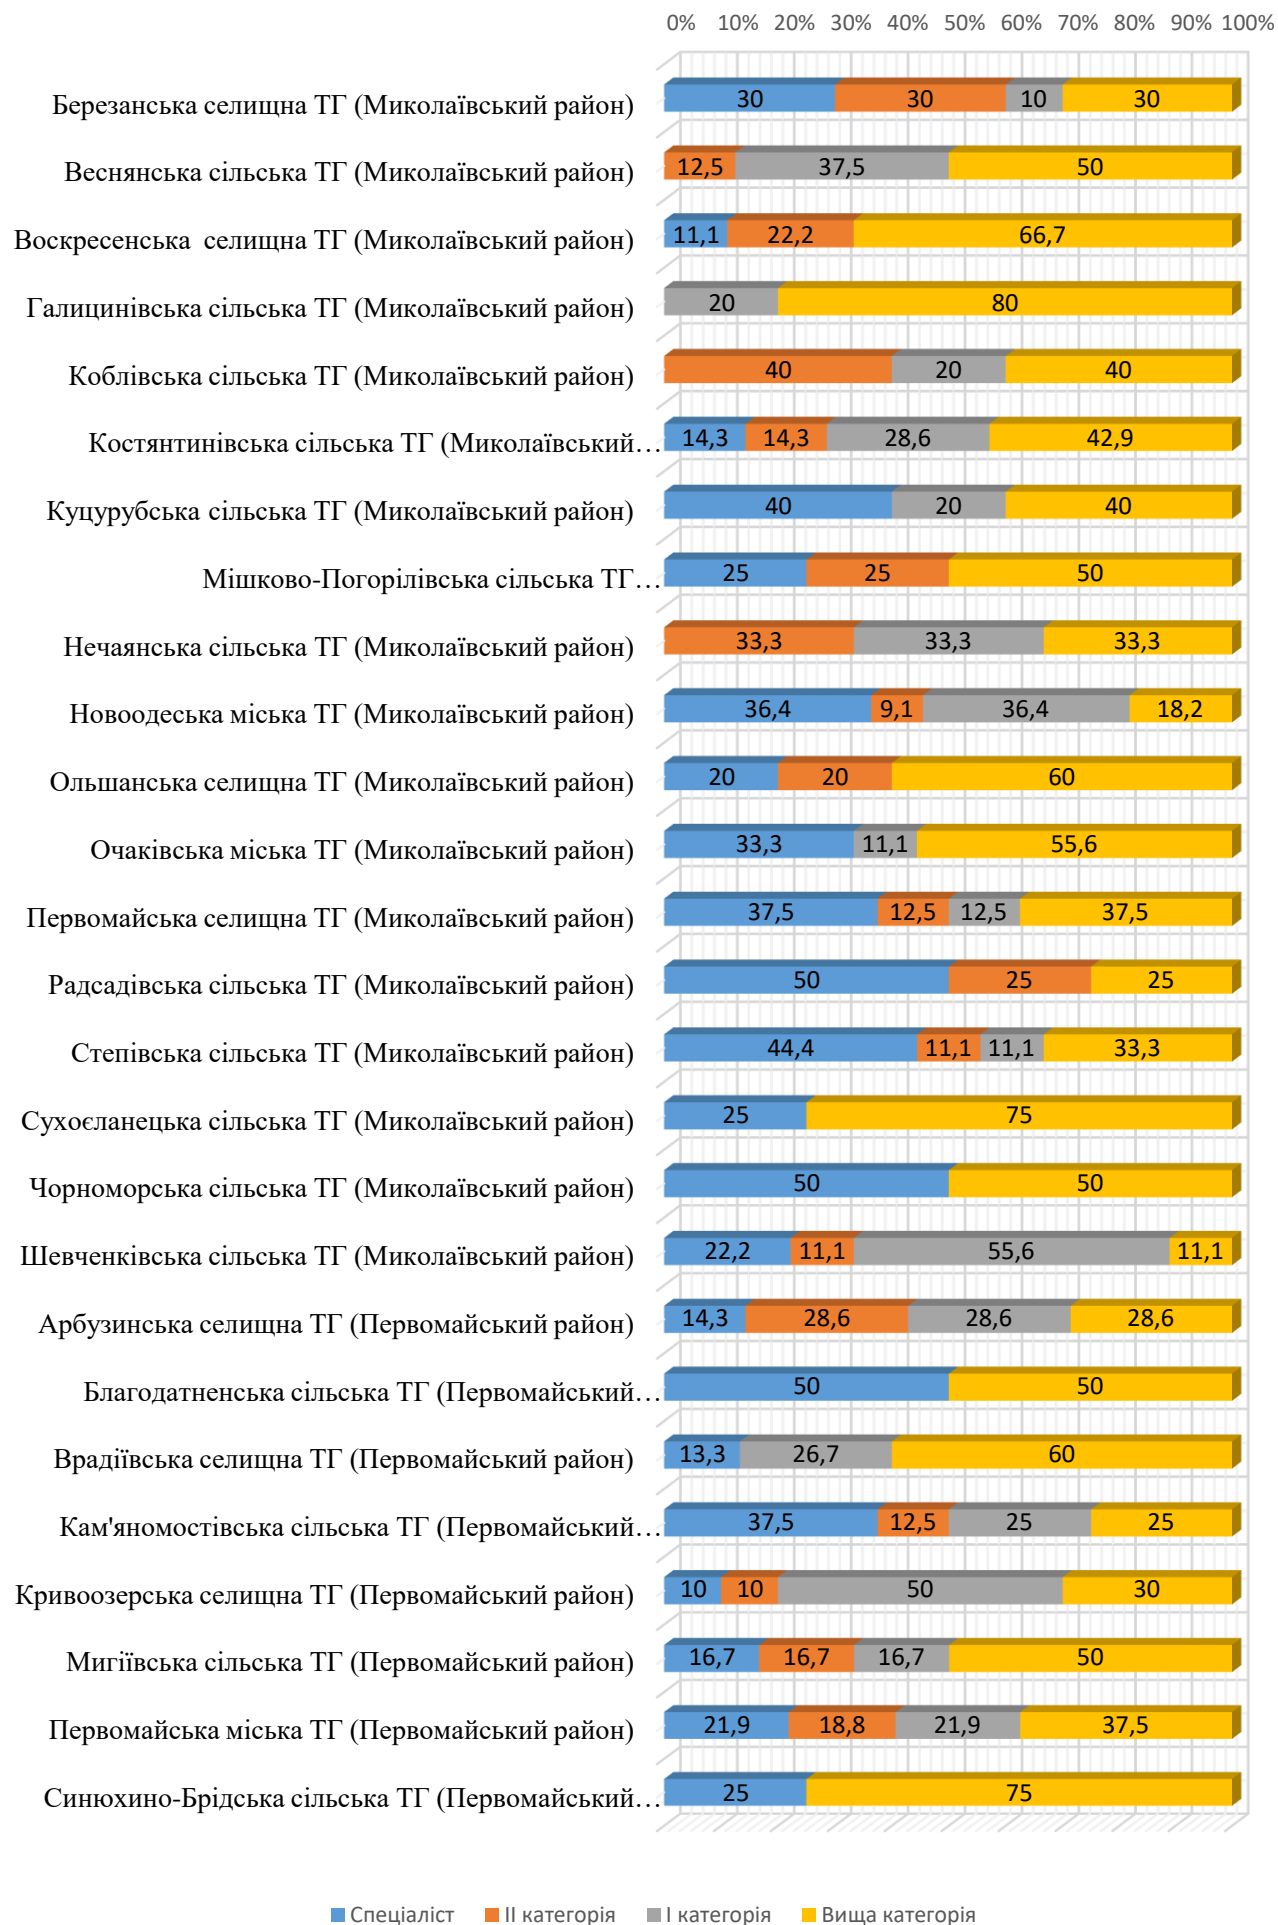 0% 10% 20% 30% 40% 50% 60% 70% 80% 90% 100%
Березанська селищна ТГ (Миколаївський район) 30 30 10 30
Веснянська сільська ТГ (Миколаївський район) 12,5 37,5 50
Воскресенська селищна ТГ (Миколаївський район) 11,1 22,2 66,7
Галицинівська сільська ТГ (Миколаївський район) 20 80
Коблівська сільська ТГ (Миколаївський район) 40 20 40
Костянтинівська сільська ТГ (Миколаївський… 14,3 14,3 28,6 42,9
Куцурубська сільська ТГ (Миколаївський район) 40 20 40
Мішково-Погорілівська сільська ТГ… 25 25 50
Нечаянська сільська ТГ (Миколаївський район) 33,3 33,3 33,3
Новоодеська міська ТГ (Миколаївський район) 36,4 9,1 36,4 18,2
Ольшанська селищна ТГ (Миколаївський район) 20 20 60
Очаківська міська ТГ (Миколаївський район) 33,3 11,1 55,6
Первомайська селищна ТГ (Миколаївський район) 37,5 12,5 12,5 37,5
Радсадівська сільська ТГ (Миколаївський район) 50 25 25
Степівська сільська ТГ (Миколаївський район) 44,4 11,1 11,1 33,3
Сухоєланецька сільська ТГ (Миколаївський район) 25 75
Чорноморська сільська ТГ (Миколаївський район) 50 50
Шевченківська сільська ТГ (Миколаївський район) 22,2 11,1 55,6 11,1
Арбузинська селищна ТГ (Первомайський район) 14,3 28,6 28,6 28,6
Благодатненська сільська ТГ (Первомайський… 50 50
Врадіївська селищна ТГ (Первомайський район) 13,3 26,7 60
Кам'яномостівська сільська ТГ (Первомайський… 37,5 12,5 25 25
Кривоозерська селищна ТГ (Первомайський район) 10 10 50 30
Мигіївська сільська ТГ (Первомайський район) 16,7 16,7 16,7 50
Первомайська міська ТГ (Первомайський район) 21,9 18,8 21,9 37,5
Синюхино-Брідська сільська ТГ (Первомайський… 25 75
Спеціаліст ІІ категорія І категорія Вища категорія